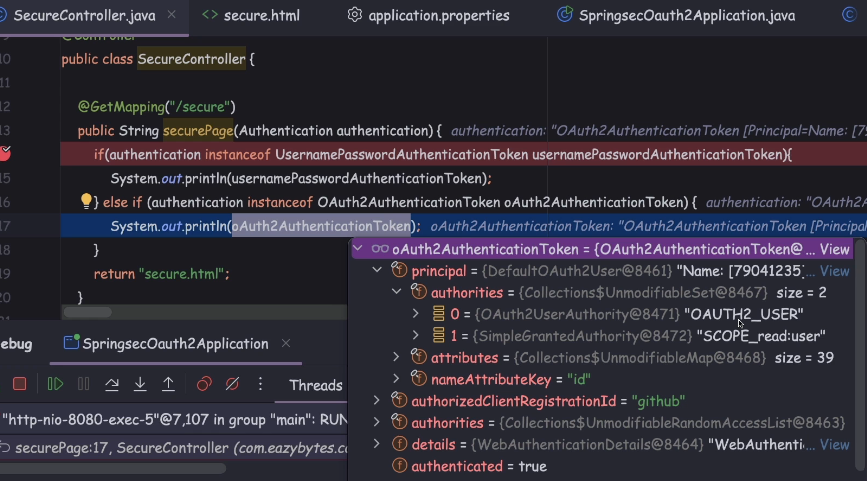 SecureController.java × <> secure.html application.properties SpringsecOauth2Application.java
@Controller
10 public class SecureController {
11
12 @GetMapping("/secure")
13 public String securePage(Authentication authentication) { authentication: "OAuth2AuthenticationToken [Principal=Name: [79
if(authentication instanceof UsernamePasswordAuthenticationToken usernamePasswordAuthenticationToken){
15 System.out.println(usernamePasswordAuthenticationToken);
16 } else if (authentication instanceof OAuth2AuthenticationToken oAuth2AuthenticationToken) { authentication: "OAuth2A
17 System.out.println(oAuth2AuthenticationToken); oAuth2AuthenticationToken: "OAuth2AuthenticationToken [Principal
18 }
19 return "secure.html";
20 }
oAuth2AuthenticationToken = {OAuth2AuthenticationToken@ ... View
principal = {DefaultOAuth2User@8461} "Name: [79041235]... View
authorities = {Collections$UnmodifiableSet@8467} size = 2
0 = {OAuth2UserAuthority@8471} "OAUTH2_USER"
1 = {SimpleGrantedAuthority@8472} "SCOPE_read:user"
attributes = {Collections$UnmodifiableMap@8468} size = 39
nameAttributeKey = "id"
authorizedClientRegistrationId = "github"
authorities = {Collections$UnmodifiableRandomAccessList@8463}
details = {WebAuthenticationDetails@8464} "WebAuthenti... View
authenticated = true
ebug SpringsecOauth2Application ×
Threads
"http-nio-8080-exec-5"@7,107 in group "main": RUN
securePage:17, SecureController (com.eazybytes.c